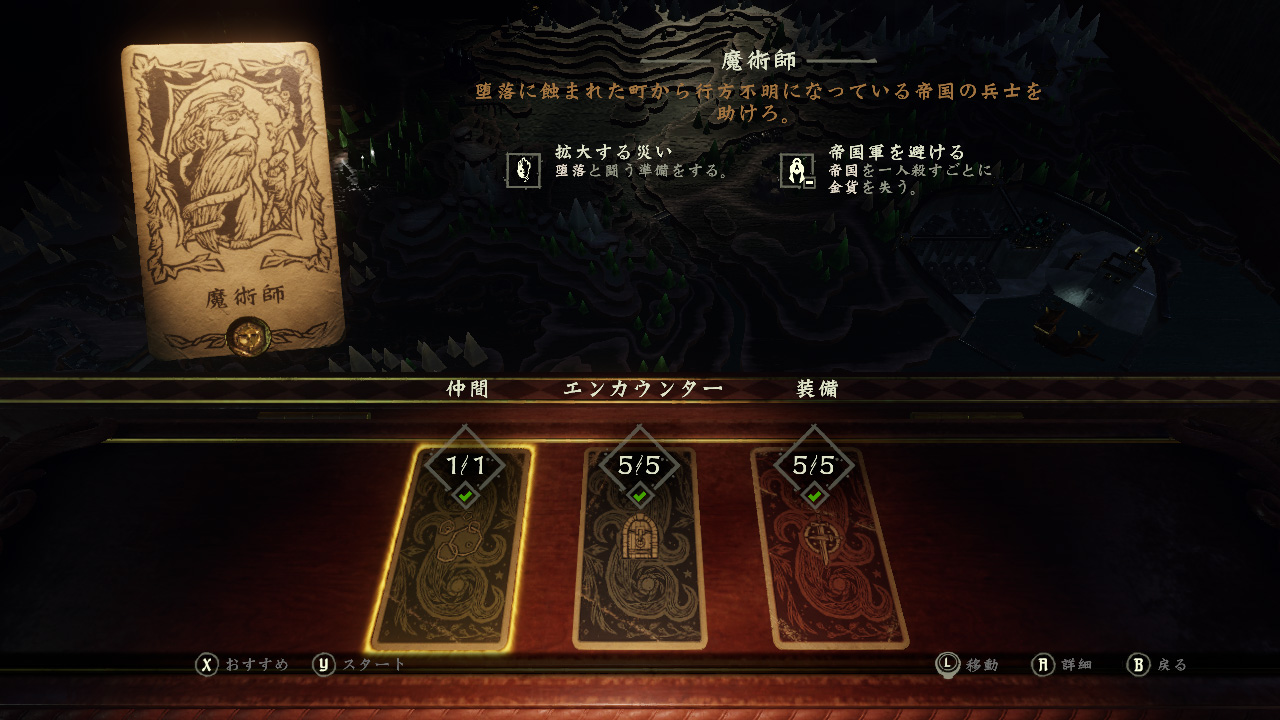 魔術師
堕落に蝕まれた町から行方不明になっている帝国の兵士を
助けろ。
拡大する災い
堕落と闘う準備をする。
帝国軍を避ける
帝国を一人殺すごとに
金貨を失う。
魔術師
仲間
エンカウンター
装備
1/1
5/5
5/5
X おすすめ
Y スタート
L 移動
A 詳細
B 戻る